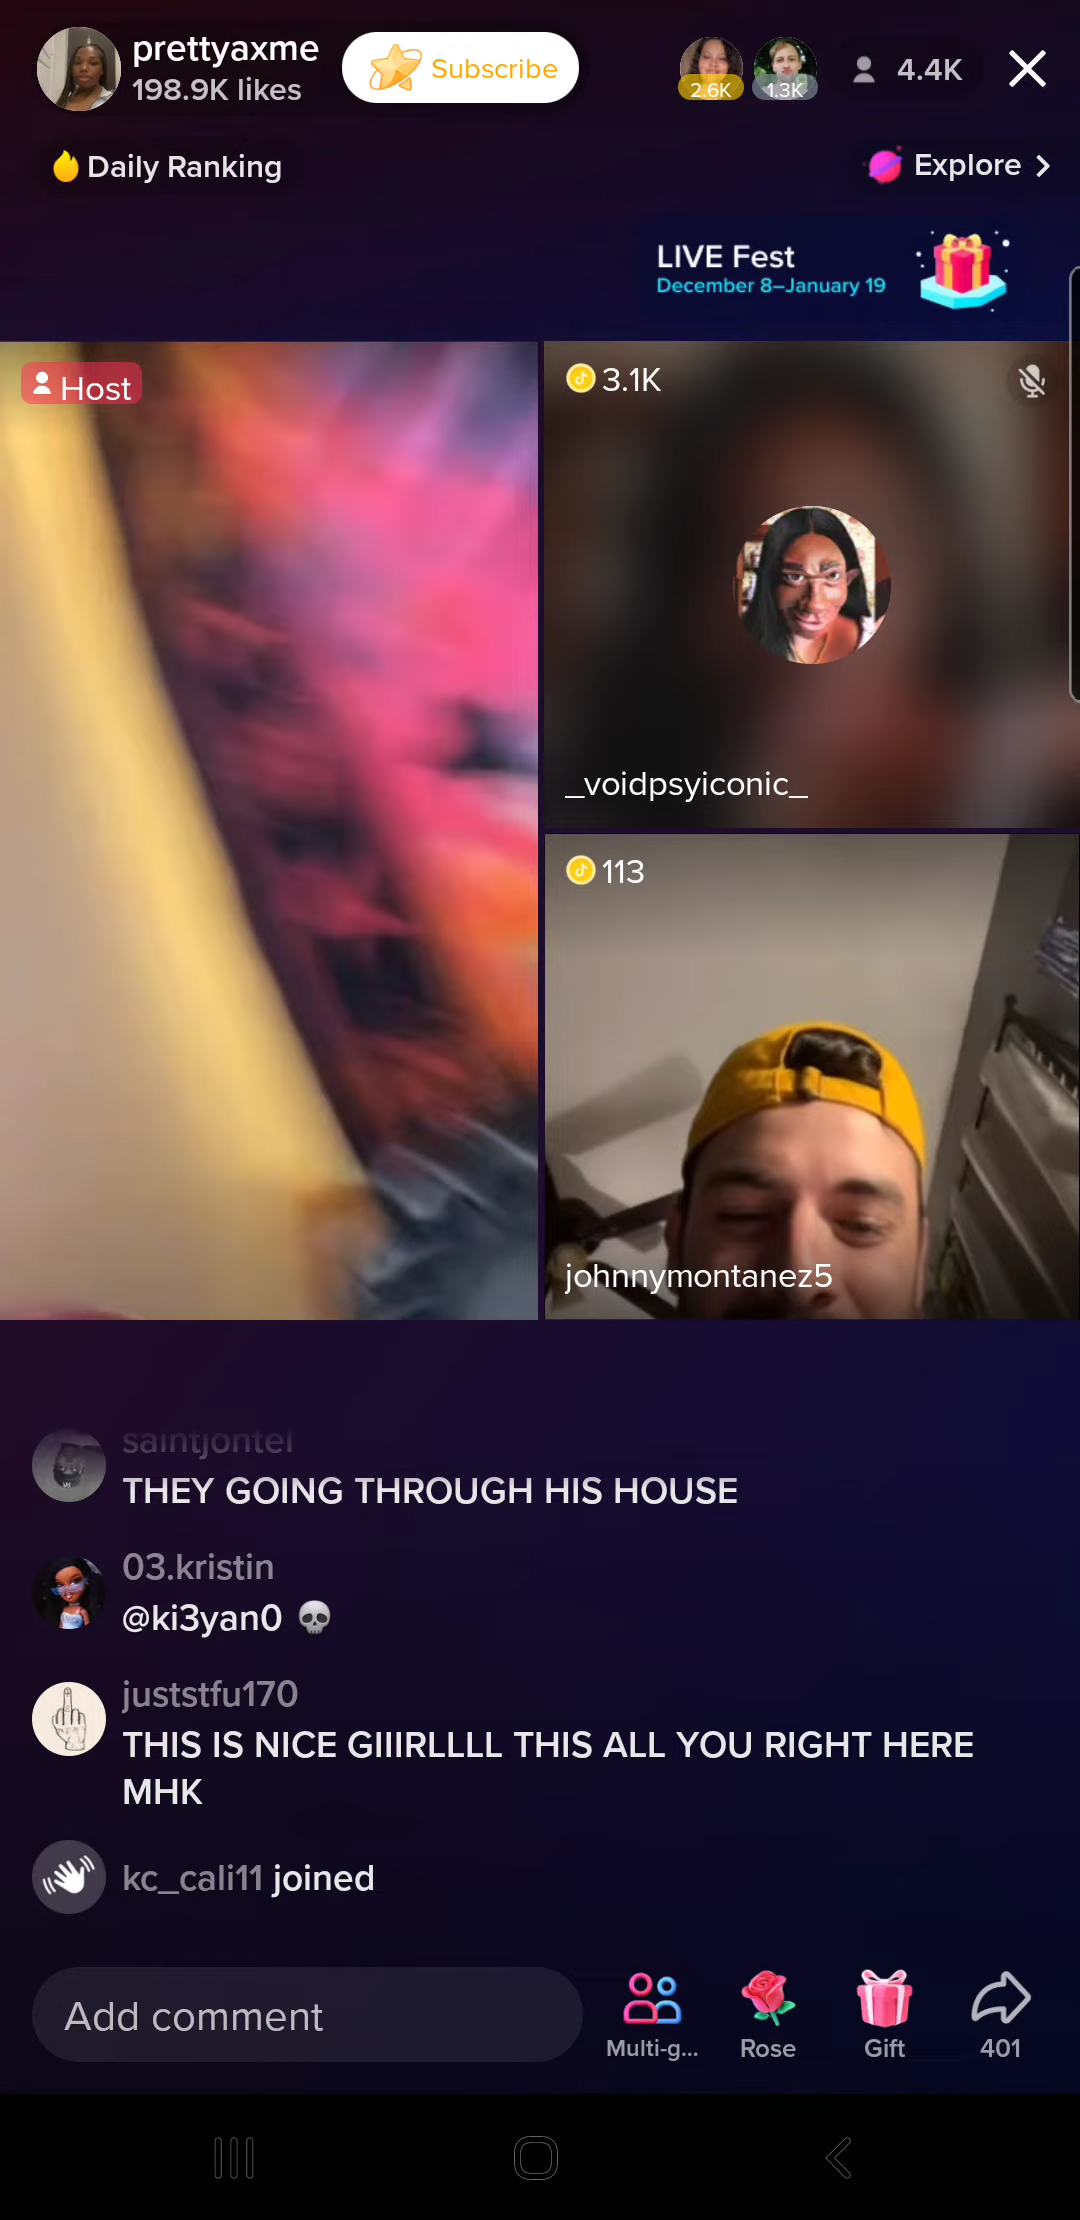 prettyaxme
198.9K likes
Subscribe
2.6K
1.3K
4.4K
Daily Ranking
Explore
LIVE Fest
December 8–January 19
Host
3.1K
_voidpsyiconic_
113
johnnymontanez5
saintjontel
THEY GOING THROUGH HIS HOUSE
03.kristin
@ki3yan0 💀
juststfu170
THIS IS NICE GIIIRLLLL THIS ALL YOU RIGHT HERE
MHK
kc_cali11 joined
Add comment
Multi-g...
Rose
Gift
401